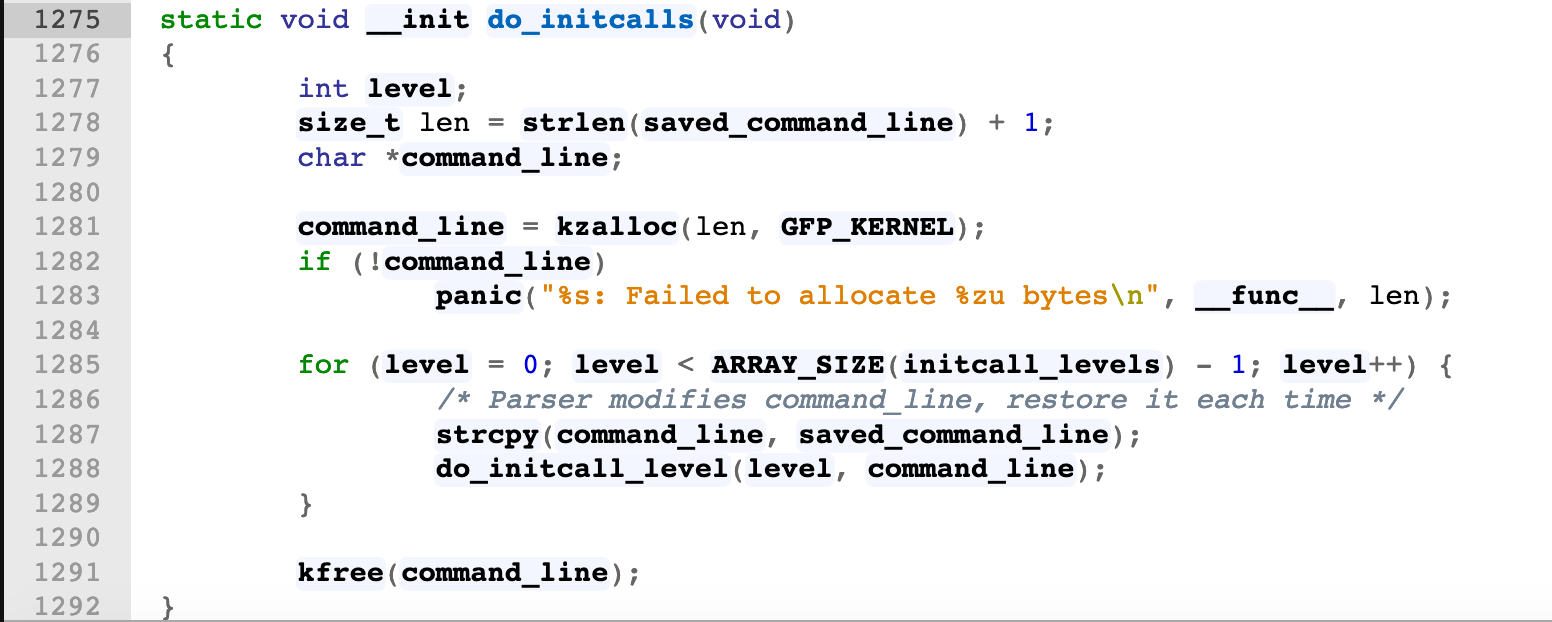 1275 static void __init do_initcalls(void)
1276 {
1277         int level;
1278         size_t len = strlen(saved_command_line) + 1;
1279         char *command_line;
1280
1281         command_line = kzalloc(len, GFP_KERNEL);
1282         if (!command_line)
1283                 panic("%s: Failed to allocate %zu bytes\n", __func__, len);
1284
1285         for (level = 0; level < ARRAY_SIZE(initcall_levels) - 1; level++) {
1286                 /* Parser modifies command_line, restore it each time */
1287                 strcpy(command_line, saved_command_line);
1288                 do_initcall_level(level, command_line);
1289         }
1290
1291         kfree(command_line);
1292 }